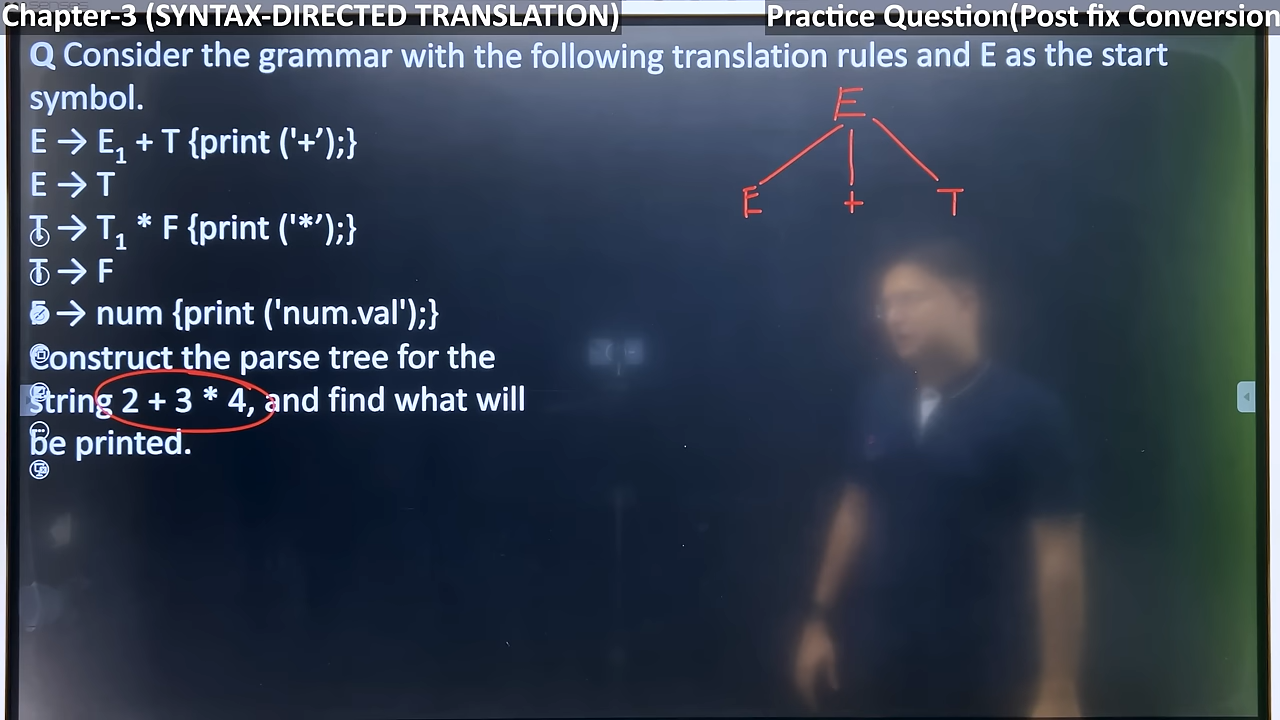 Chapter-3 (SYNTAX-DIRECTED TRANSLATION)
Practice Question(Post fix Conversion
Q Consider the grammar with the following translation rules and E as the start
symbol.
E → E1 + T {print ('+’);}
E → T
T → T1 * F {print ('*’);}
T → F
→ num {print ('num.val');}
Construct the parse tree for the
string 2 + 3 * 4, and find what will
be printed.
E
E + T